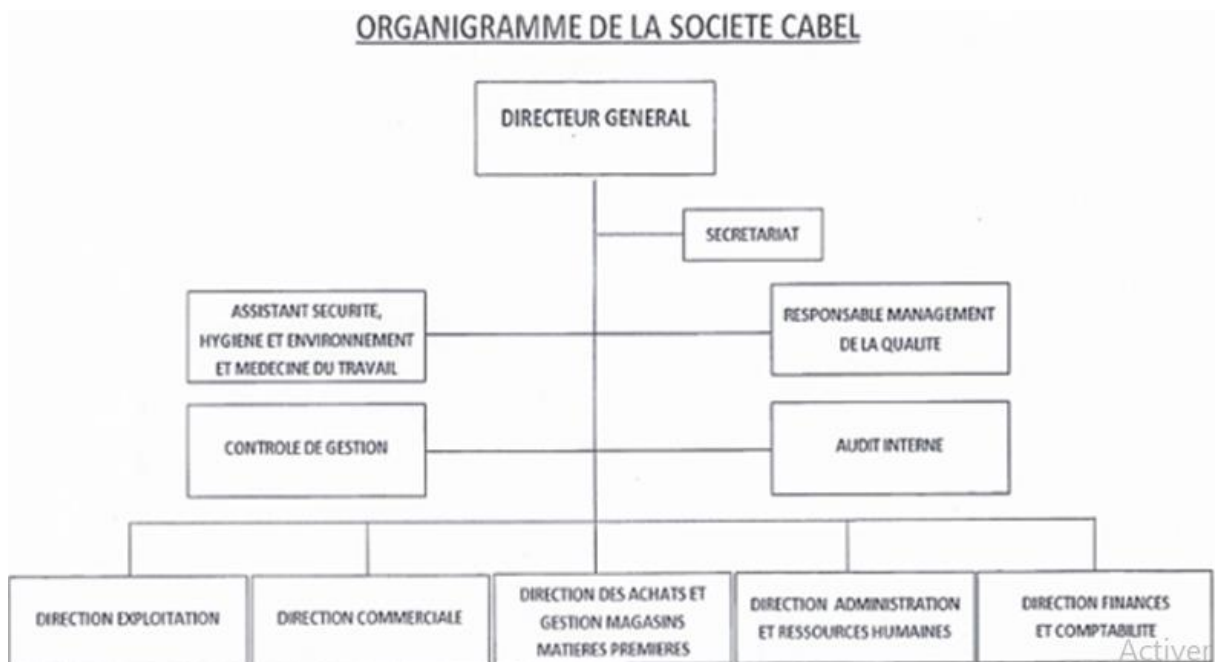 ORGANIGRAMME DE LA SOCIETE CABEL
DIRECTEUR GENERAL
SECRETARIAT
ASSISTANT SECURITE,
HYGIENE ET ENVIRONNEMENT
ET MEDECINE DU TRAVAIL
RESPONSABLE MANAGEMENT
DE LA QUALITE
CONTROLE DE GESTION
AUDIT INTERNE
DIRECTION EXPLOITATION
DIRECTION COMMERCIALE
DIRECTION DES ACHATS ET
GESTION MAGASINS
MATIERES PREMIERES
DIRECTION ADMINISTRATION
ET RESSOURCES HUMAINES
DIRECTION FINANCES
ET COMPTABILITE
Activer